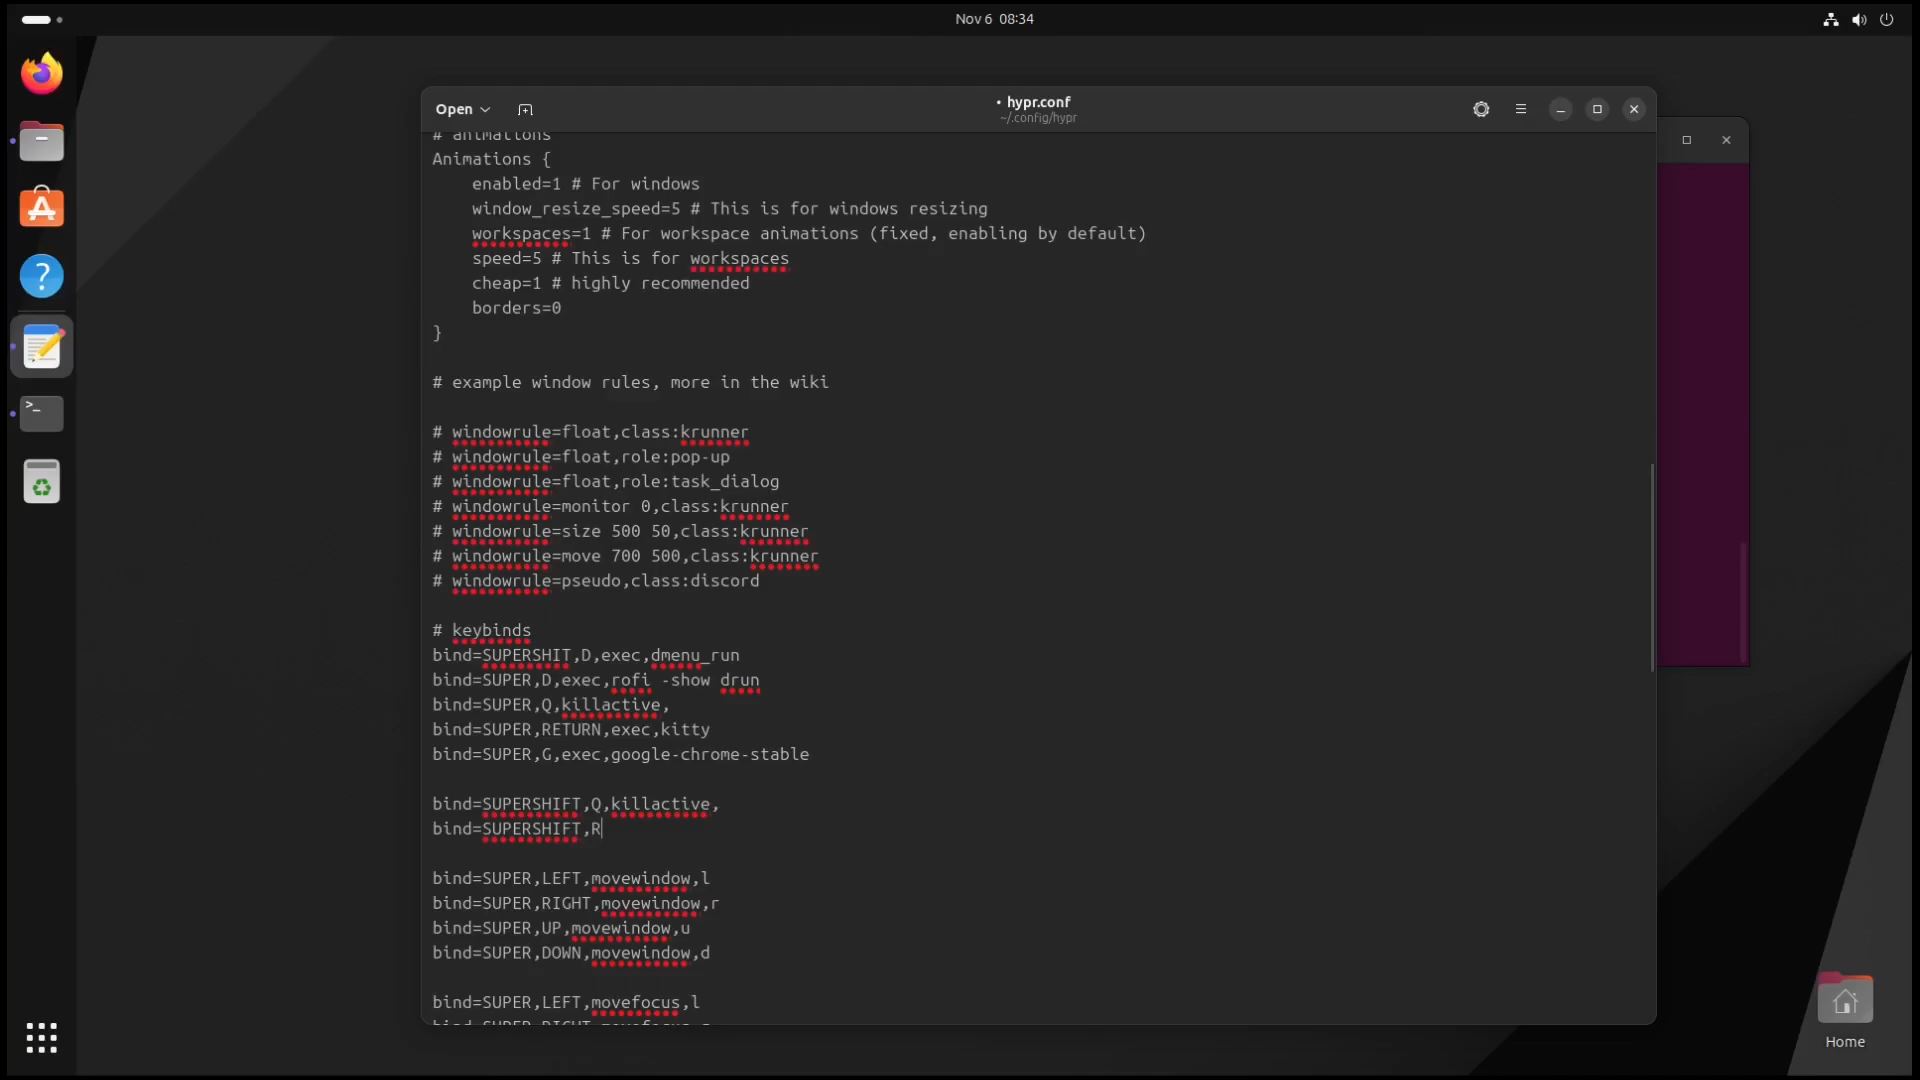 Nov 6 08:34
Open
• hypr.conf
~/.config/hypr
# animations
Animations {
    enabled=1 # For windows
    window_resize_speed=5 # This is for windows resizing
    workspaces=1 # For workspace animations (fixed, enabling by default)
    speed=5 # This is for workspaces
    cheap=1 # highly recommended
    borders=0
}
# example window rules, more in the wiki
# windowrule=float,class:krunner
# windowrule=float,role:pop-up
# windowrule=float,role:task_dialog
# windowrule=monitor 0,class:krunner
# windowrule=size 500 50,class:krunner
# windowrule=move 700 500,class:krunner
# windowrule=pseudo,class:discord
# keybinds
bind=SUPERSHIT,D,exec,dmenu_run
bind=SUPER,D,exec,rofi -show drun
bind=SUPER,Q,killactive,
bind=SUPER,RETURN,exec,kitty
bind=SUPER,G,exec,google-chrome-stable
bind=SUPERSHIFT,Q,killactive,
bind=SUPERSHIFT,R
bind=SUPER,LEFT,movewindow,l
bind=SUPER,RIGHT,movewindow,r
bind=SUPER,UP,movewindow,u
bind=SUPER,DOWN,movewindow,d
bind=SUPER,LEFT,movefocus,l
bind=SUPER,RIGHT,movefocus,r
Home